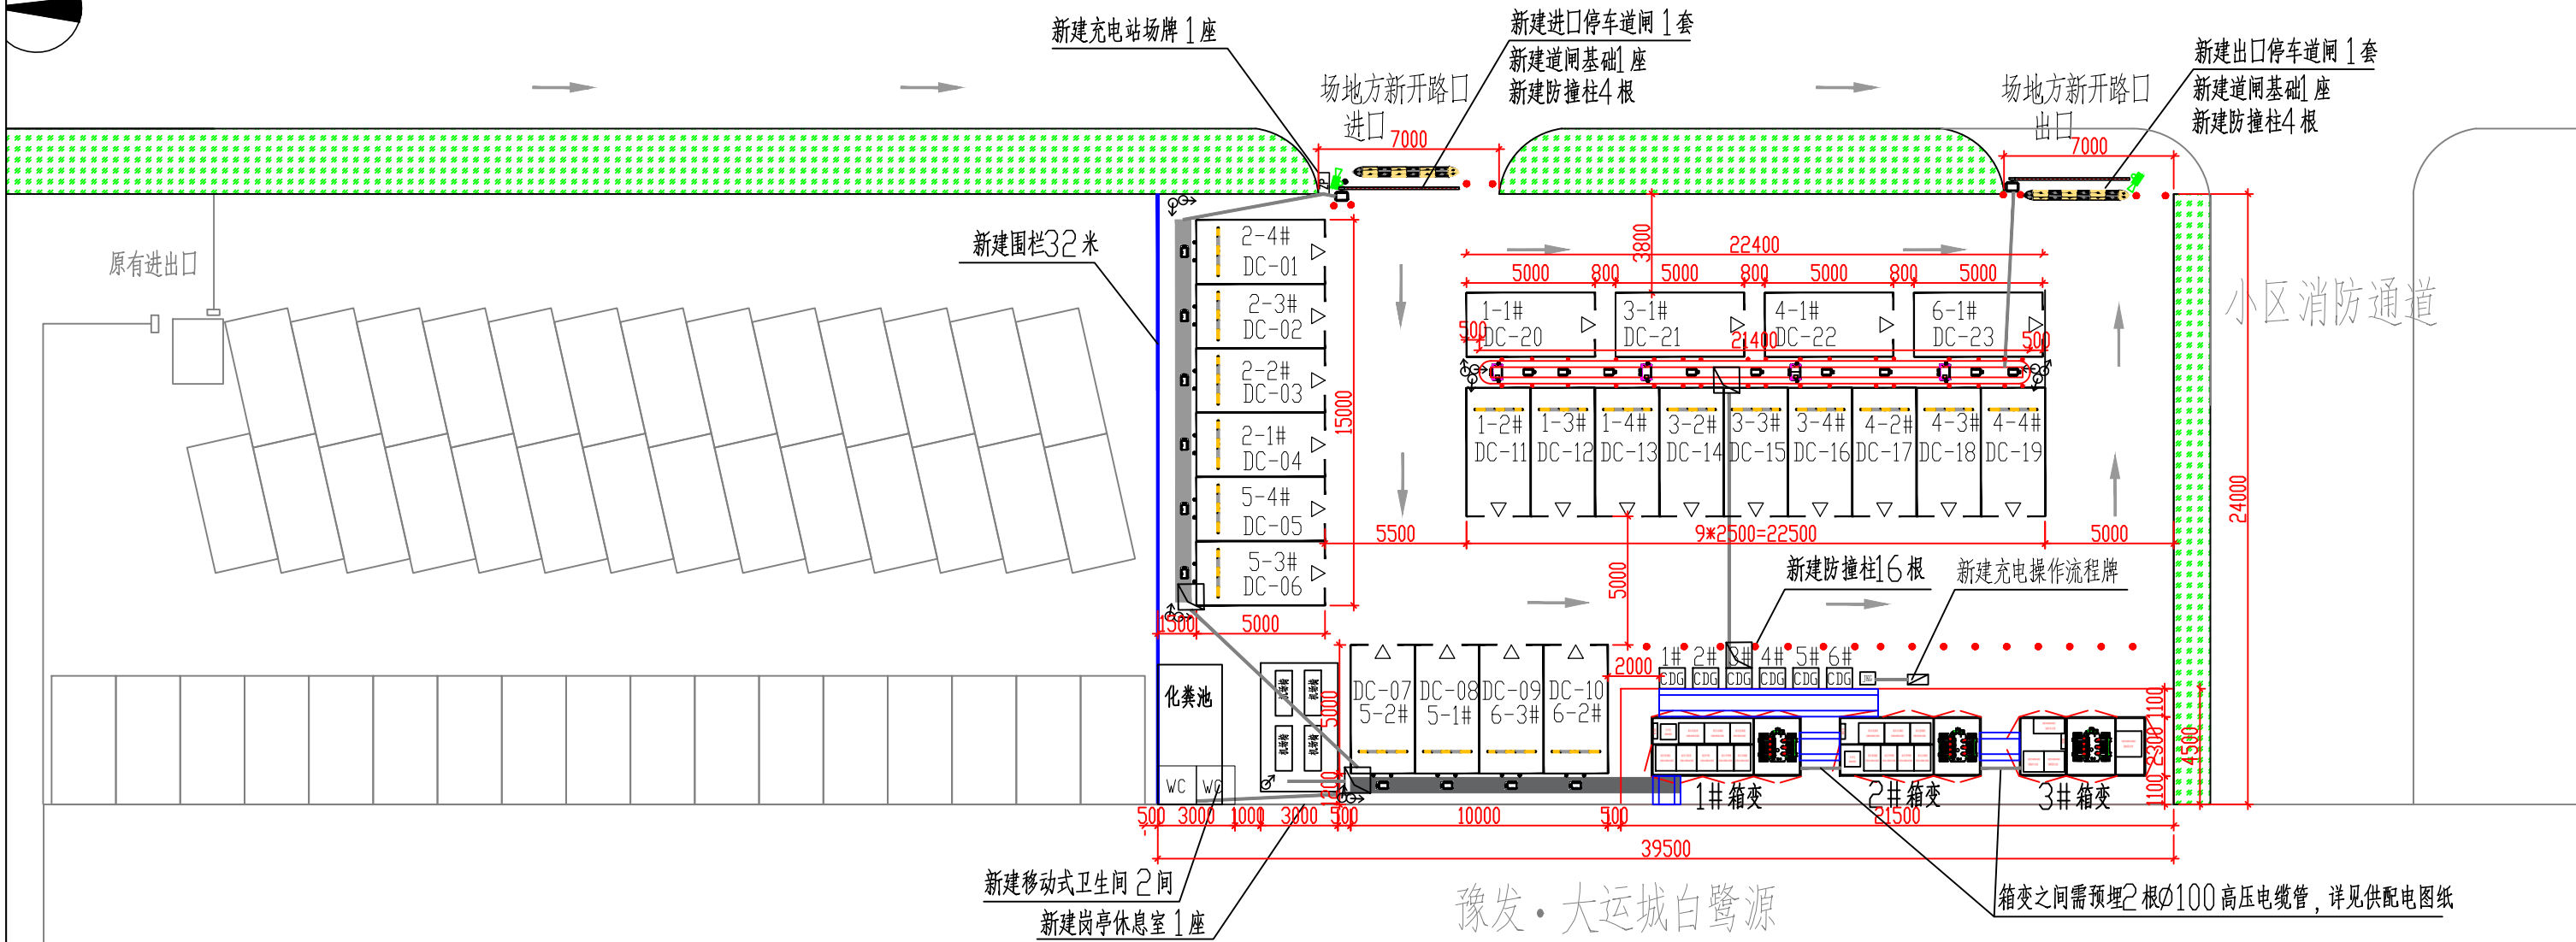 新建充电站场牌1座
新建进口停车道闸1套
新建道闸基础1座
新建防撞柱4根
场地方新开路口
进口
7000
新建出口停车道闸1套
新建道闸基础1座
新建防撞柱4根
场地方新开路口
出口
7000
ZP
原有进出口
新建围栏32米
2-4#
DC-01
2-3#
DC-02
2-2#
DC-03
2-1#
DC-04
5-4#
DC-05
5-3#
DC-06
15000
1500
5000
3800
22400
5000
800
5000
800
5000
800
5000
1-1#
DC-20
3-1#
DC-21
4-1#
DC-22
6-1#
DC-23
500
21400
500
1-2#
DC-11
1-3#
DC-12
1-4#
DC-13
3-2#
DC-14
3-3#
DC-15
3-4#
DC-16
4-2#
DC-17
4-3#
DC-18
4-4#
DC-19
5500
9*2500=22500
5000
5000
24000
小区消防通道
新建防撞柱16根
新建充电操作流程牌
化粪池
WC
WC
5000
1200
DC-07
5-2#
DC-08
5-1#
DC-09
6-3#
DC-10
6-2#
2000
1#
2#
3#
4#
5#
6#
CDG
CDG
CDG
CDG
CDG
CDG
1100
2300
1100
4500
1#箱变
2#箱变
3#箱变
500
3000
1000
3000
500
10000
500
21500
39500
新建移动式卫生间2间
新建岗亭休息室1座
豫发·大运城白鹭源
箱变之间需预埋2根Ø100高压电缆管,详见供配电图纸